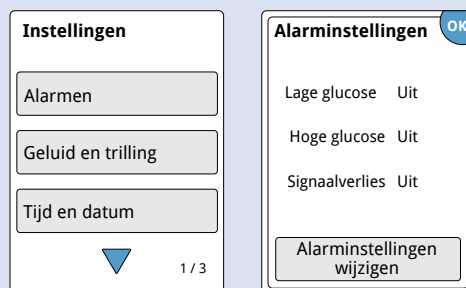 Instellingen
Alarmen
Geluid en trilling
Tijd en datum
1 / 3
Alarminstellingen
OK
Lage glucose Uit
Hoge glucose Uit
Signaalverlies Uit
Alarminstellingen
wijzigen